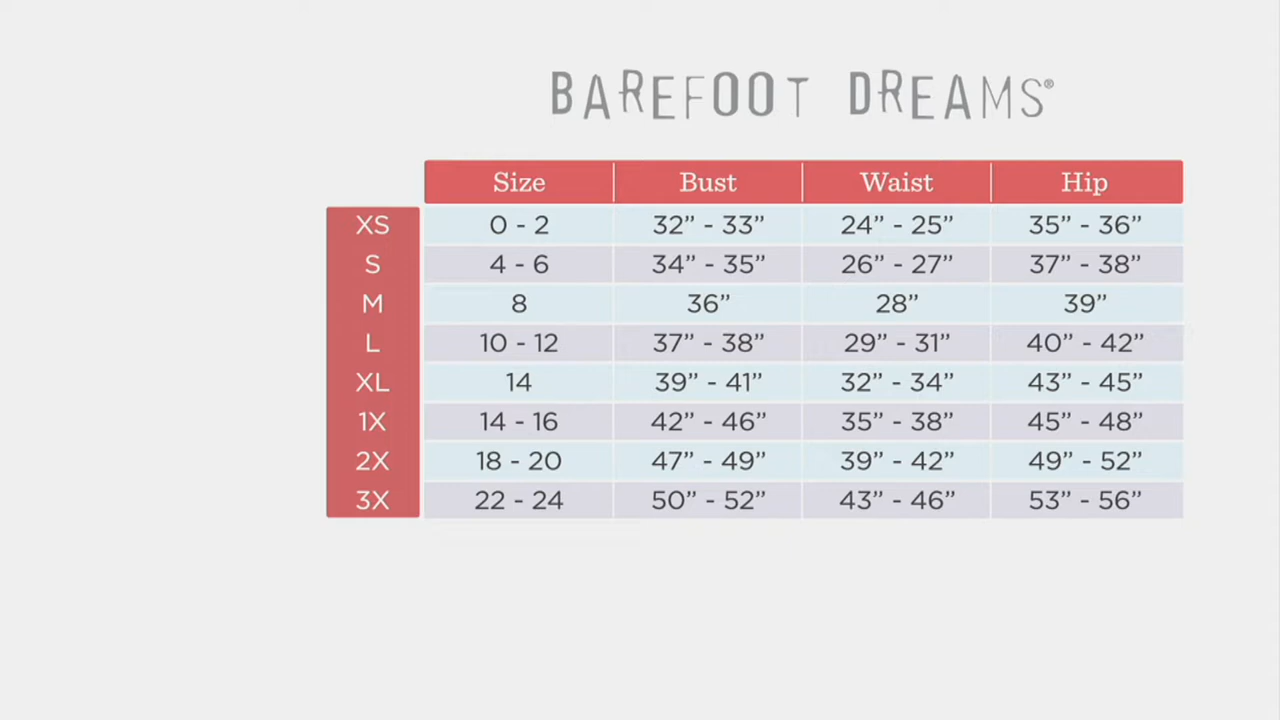 BAREFOOT DREAMS®
Size Bust Waist Hip
XS 0 - 2 32” - 33” 24” - 25” 35” - 36”
S 4 - 6 34” - 35” 26” - 27” 37” - 38”
M 8 36” 28” 39”
L 10 - 12 37” - 38” 29” - 31” 40” - 42”
XL 14 39” - 41” 32” - 34” 43” - 45”
1X 14 - 16 42” - 46” 35” - 38” 45” - 48”
2X 18 - 20 47” - 49” 39” - 42” 49” - 52”
3X 22 - 24 50” - 52” 43” - 46” 53” - 56”